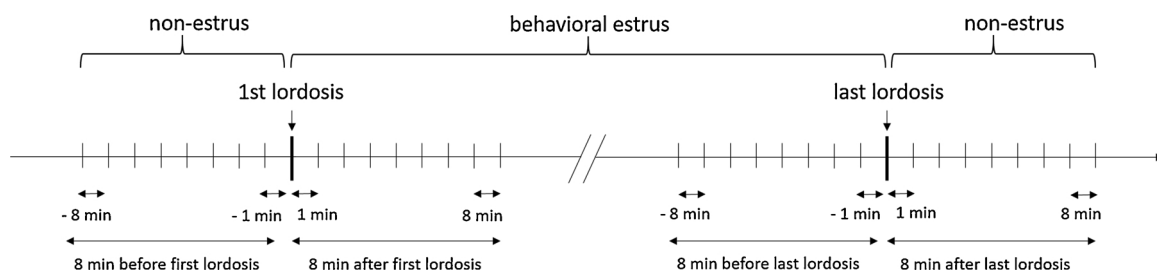 non-estrus behavioral estrus non-estrus
1st lordosis last lordosis
- 8 min - 1 min 1 min 8 min - 8 min - 1 min 1 min 8 min
8 min before first lordosis 8 min after first lordosis 8 min before last lordosis 8 min after last lordosis